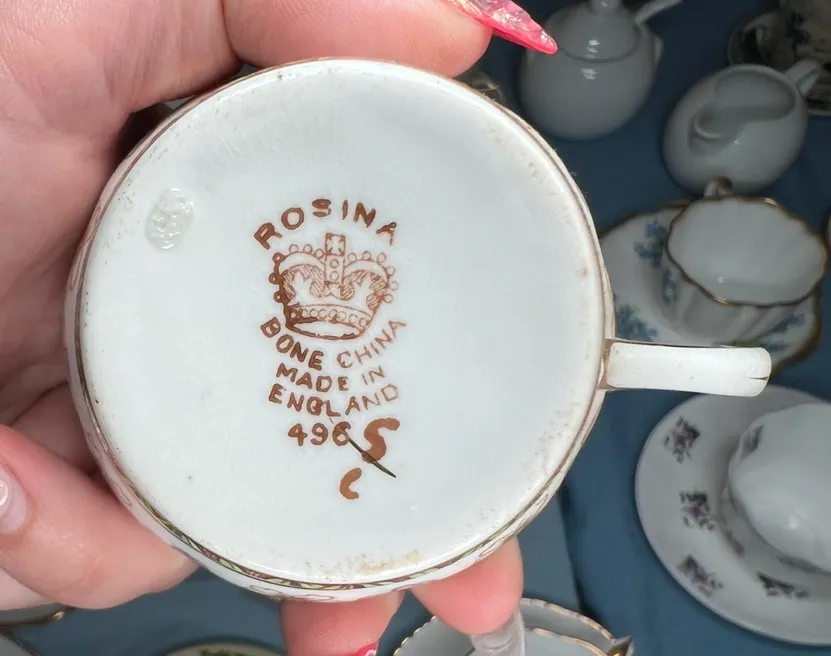 ROSINA
BONE CHINA
MADE IN
ENGLAND
4965